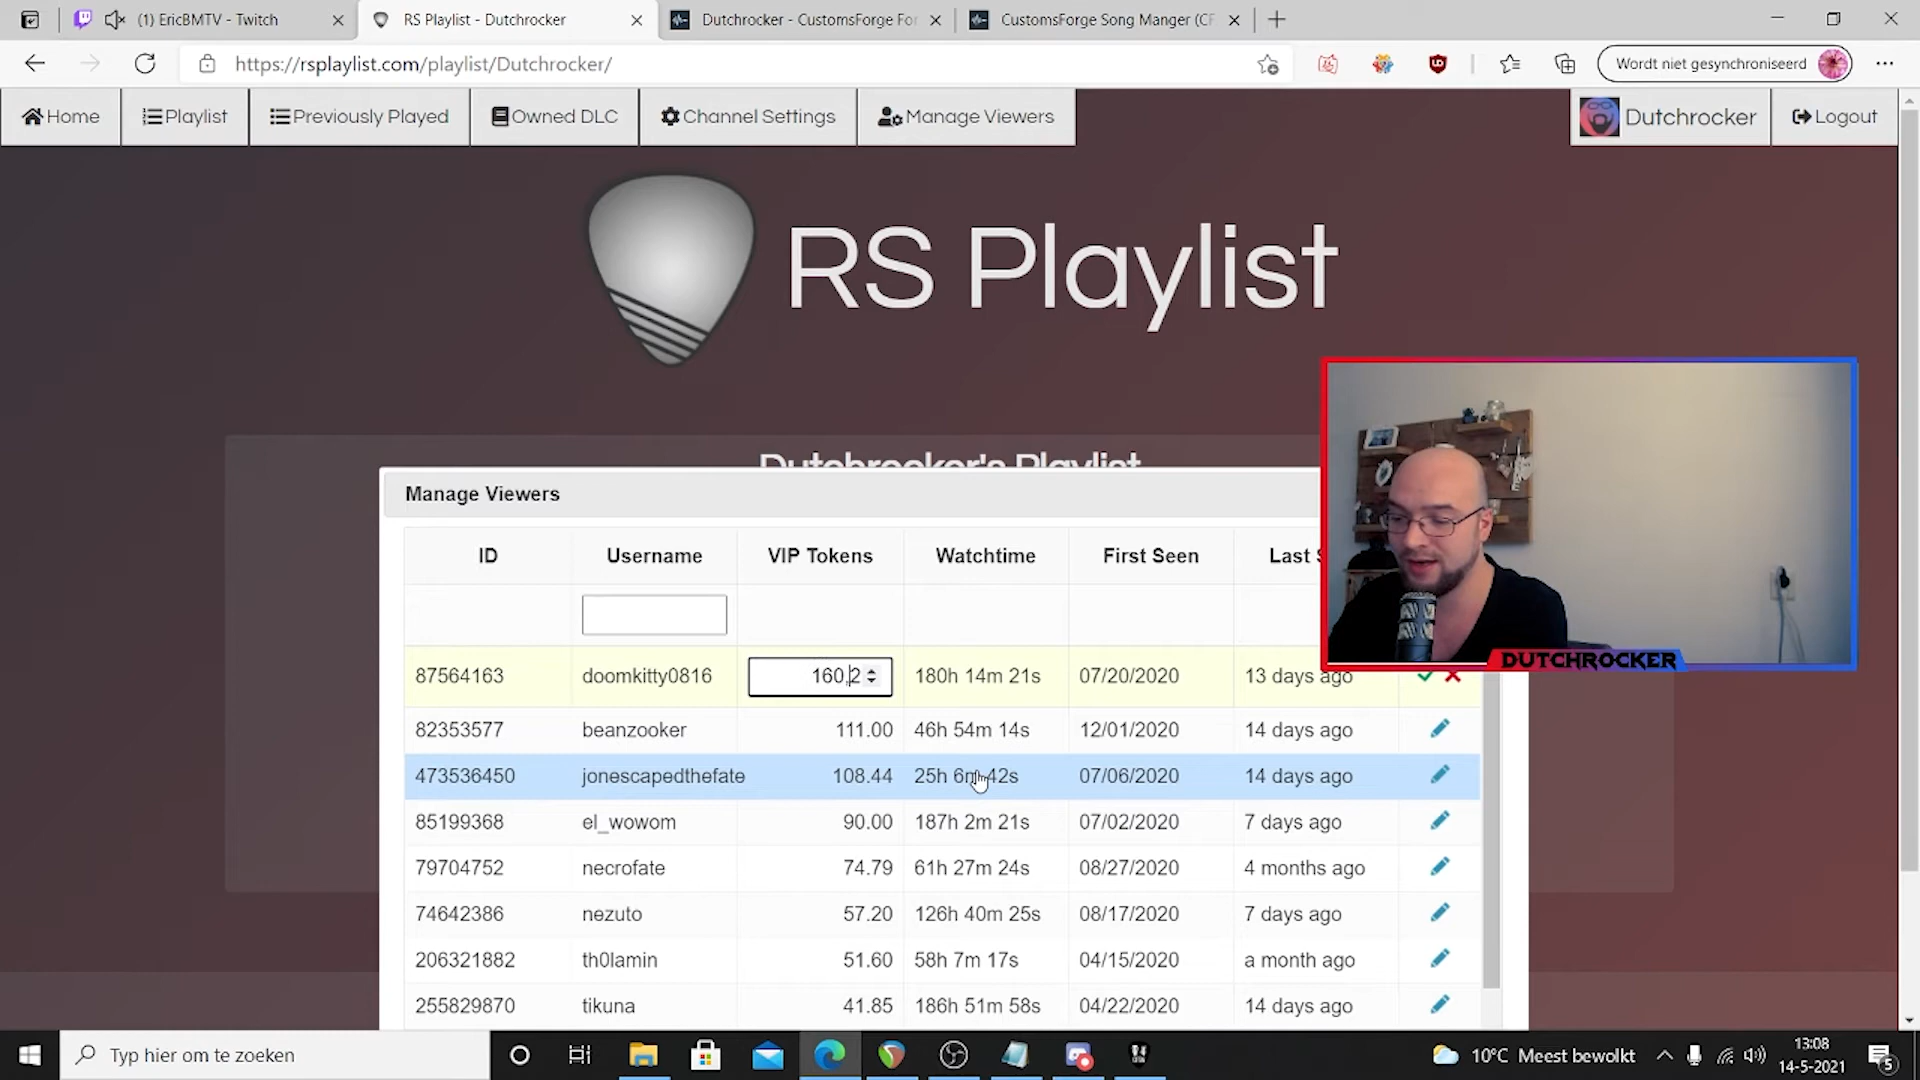 (1) EricBMTV - Twitch
RS Playlist - Dutchrocker
Dutchrocker - CustomsForge For
CustomsForge Song Manger (CF
https://rsplaylist.com/playlist/Dutchrocker/
Wordt niet gesynchroniseerd
Home
Playlist
Previously Played
Owned DLC
Channel Settings
Manage Viewers
Dutchrocker
Logout
RS Playlist
Dutchrocker's Playlist
Manage Viewers
ID Username VIP Tokens Watchtime First Seen Last S
87564163 doomkitty0816 160,2 180h 14m 21s 07/20/2020 13 days ago
82353577 beanzooker 111.00 46h 54m 14s 12/01/2020 14 days ago
473536450 jonescapedthefate 108.44 25h 6m 42s 07/06/2020 14 days ago
85199368 el_wowom 90.00 187h 2m 21s 07/02/2020 7 days ago
79704752 necrofate 74.79 61h 27m 24s 08/27/2020 4 months ago
74642386 nezuto 57.20 126h 40m 25s 08/17/2020 7 days ago
206321882 th0lamin 51.60 58h 7m 17s 04/15/2020 a month ago
255829870 tikuna 41.85 186h 51m 58s 04/22/2020 14 days ago
DUTCHROCKER
Typ hier om te zoeken
10°C Meest bewolkt
13:08
14-5-2021
5